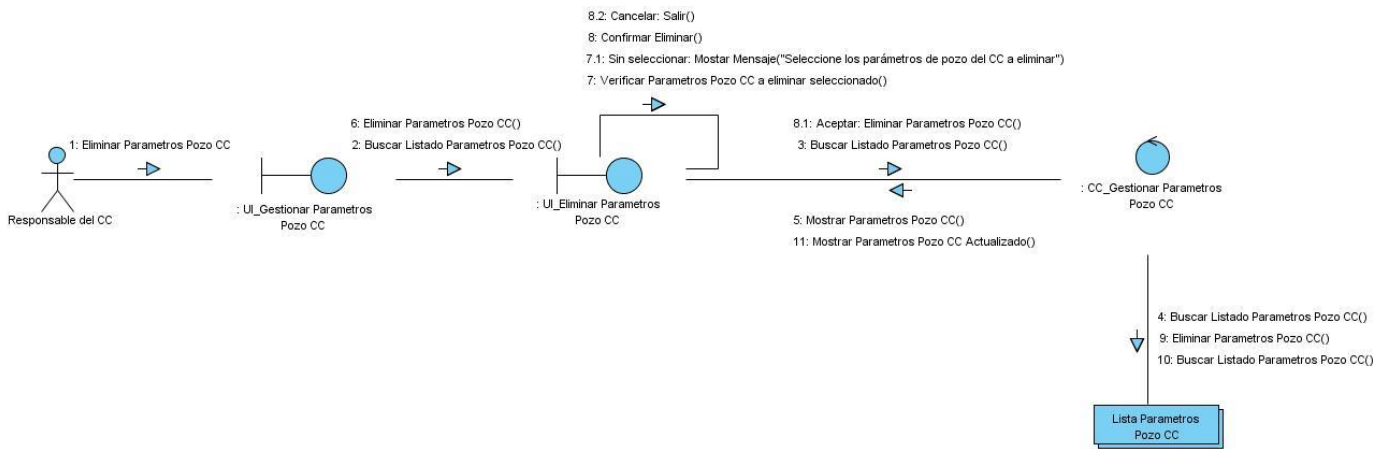 8.2: Cancelar: Salir()
8: Confirmar Eliminar()
7.1: Sin seleccionar: Mostar Mensaje("Seleccione los parámetros de pozo del CC a eliminar")
7: Verificar Parametros Pozo CC a eliminar seleccionado()
6: Eliminar Parametros Pozo CC()
2: Buscar Listado Parametros Pozo CC()
1: Eliminar Parametros Pozo CC
8.1: Aceptar: Eliminar Parametros Pozo CC()
3: Buscar Listado Parametros Pozo CC()
Responsable del CC
: UI_Gestionar Parametros
Pozo CC
: UI_Eliminar Parametros
Pozo CC
: CC_Gestionar Parametros
Pozo CC
5: Mostrar Parametros Pozo CC()
11: Mostrar Parametros Pozo CC Actualizado()
4: Buscar Listado Parametros Pozo CC()
9: Eliminar Parametros Pozo CC()
10: Buscar Listado Parametros Pozo CC()
Lista Parametros
Pozo CC